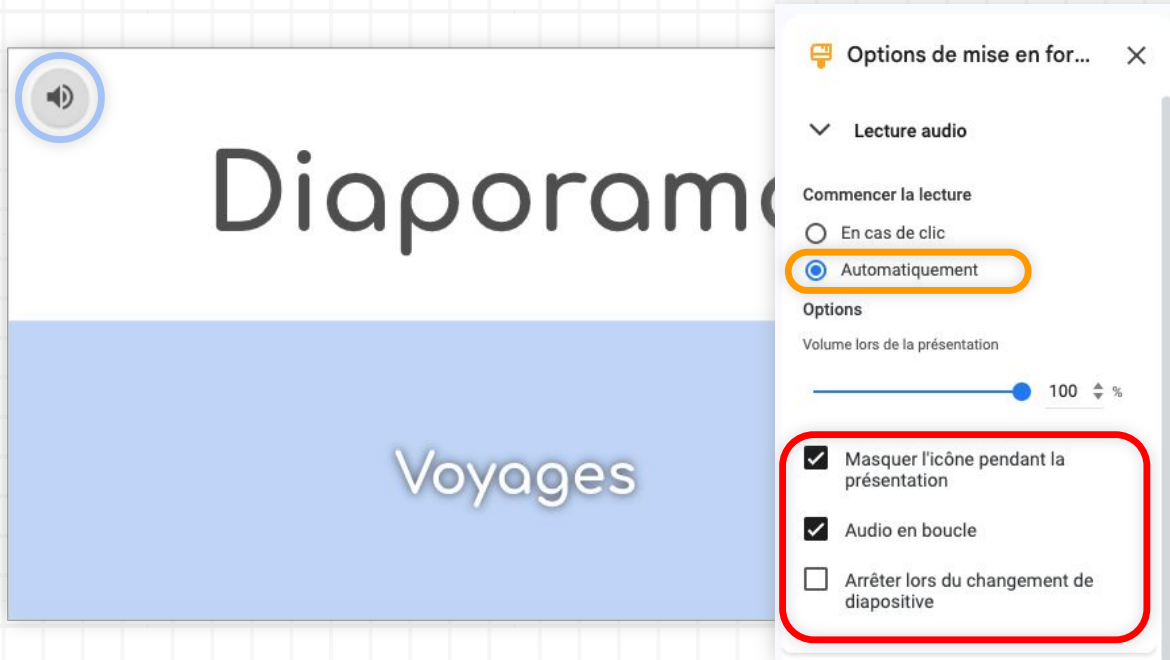 Diaporam
Voyages
Options de mise en for...
Lecture audio
Commencer la lecture
En cas de clic
Automatiquement
Options
Volume lors de la présentation
100 %
Masquer l'icône pendant la
présentation
Audio en boucle
Arrêter lors du changement de
diapositive